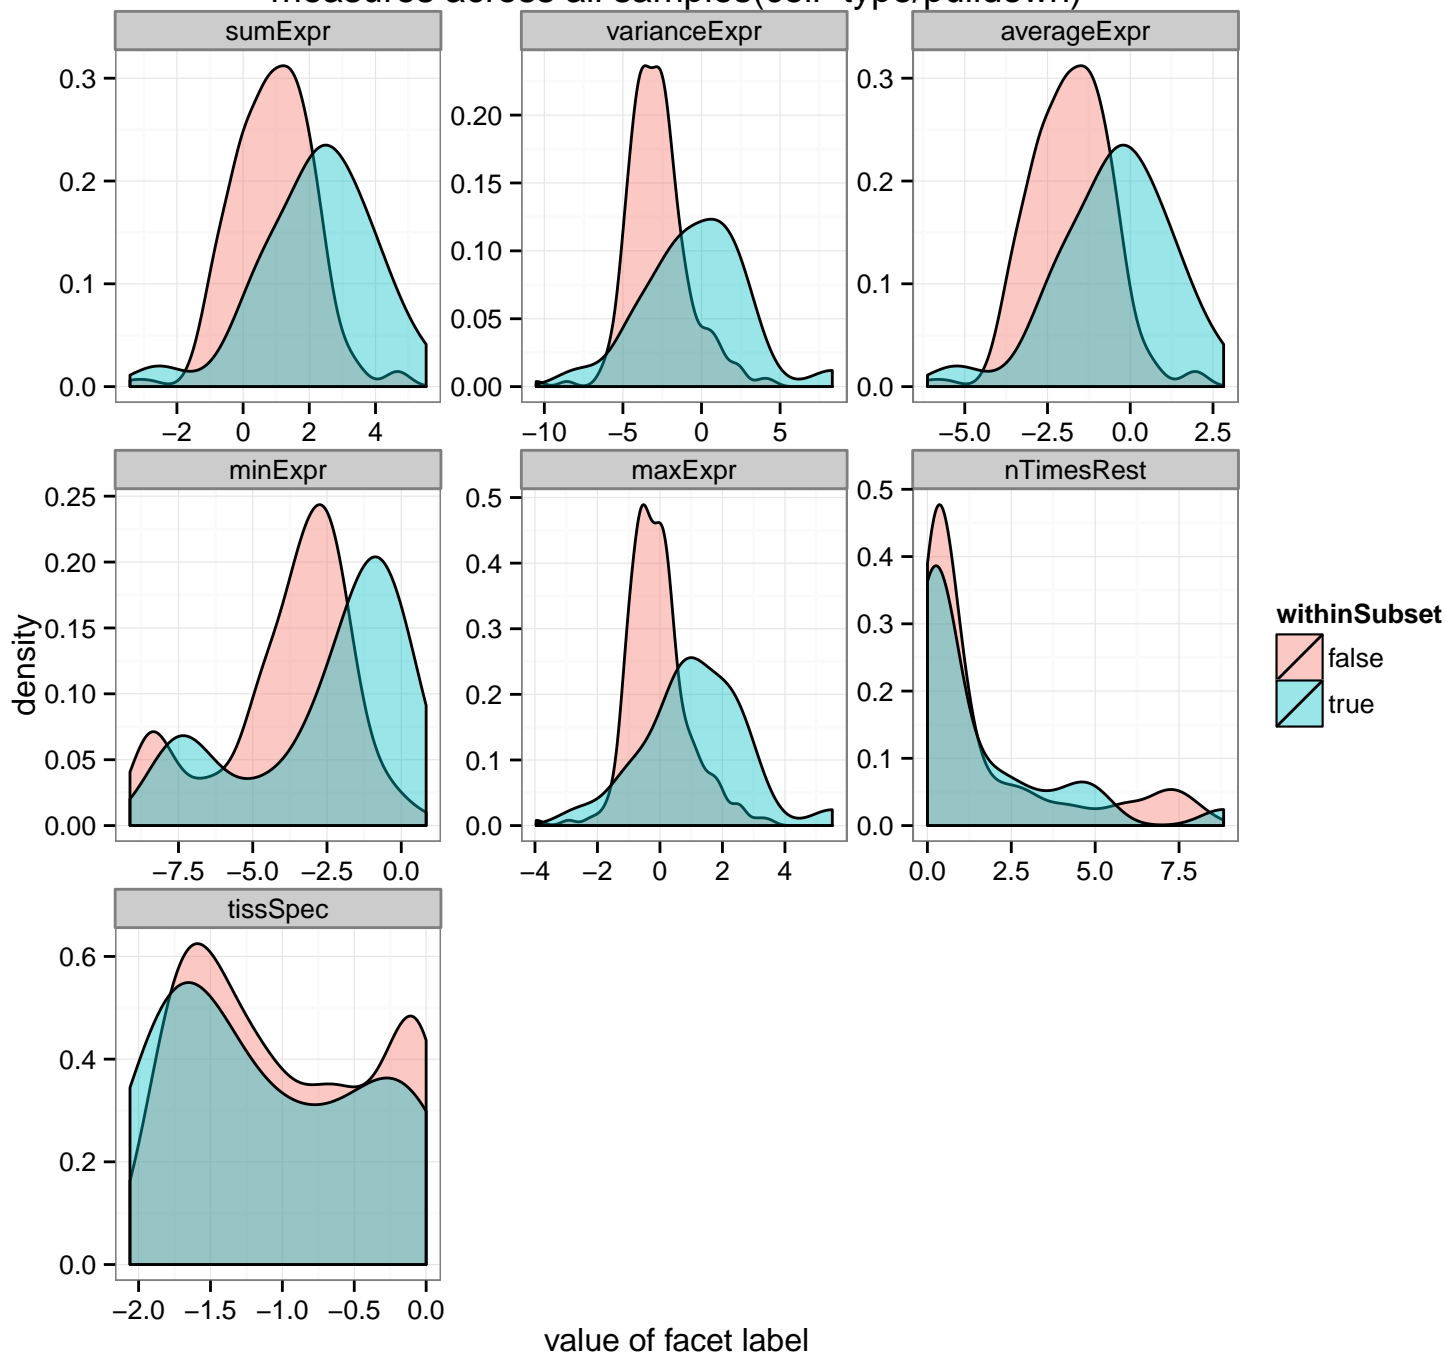 measures across all samples(cell type/pulldown)
sumExpr varianceExpr averageExpr
0.3
0.2
0.1
0.0
−2 0 2 4
0.20
0.15
0.10
0.05
0.00
−10 −5 0 5
0.3
0.2
0.1
0.0
−5.0 −2.5 0.0 2.5
minExpr maxExpr nTimesRest
0.25
0.20
0.15
0.10
0.05
0.00
−7.5 −5.0 −2.5 0.0
0.5
0.4
0.3
0.2
0.1
0.0
−4 −2 0 2 4
0.5
0.4
0.3
0.2
0.1
0.0
0.0 2.5 5.0 7.5
tissSpec
0.6
0.4
0.2
0.0
−2.0 −1.5 −1.0 −0.5 0.0
density
value of facet label
withinSubset
false
true